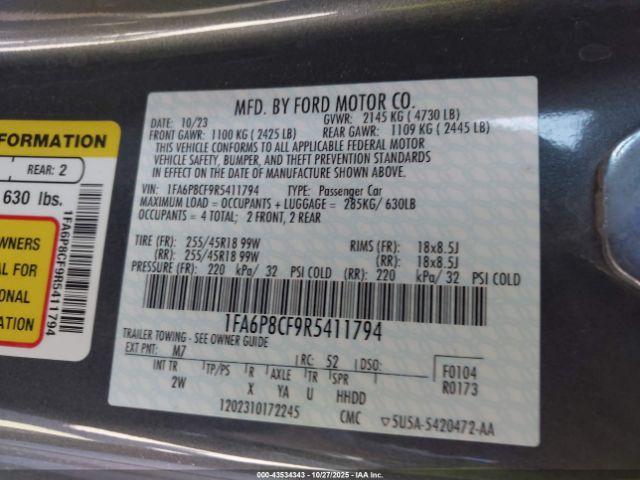 FORMATION
REAR: 2
630 lbs.
WNERS
AL FOR
ONAL
ON
1FA6P8CF9R5411794
MFD. BY FORD MOTOR CO.
DATE: 10/23 GVWR: 2145 KG ( 4730 LB)
FRONT GAWR: 1100 KG ( 2425 LB) REAR GAWR: 1109 KG ( 2445 LB)
THIS VEHICLE CONFORMS TO ALL APPLICABLE FEDERAL MOTOR
VEHICLE SAFETY, BUMPER, AND THEFT PREVENTION STANDARDS
IN EFFECT ON THE DATE OF MANUFACTURE SHOWN ABOVE.
VIN: 1FA6P8CF9R5411794 TYPE: Passenger Car
MAXIMUM LOAD = OCCUPANTS + LUGGAGE = 285KG/ 630LB
OCCUPANTS = 4 TOTAL; 2 FRONT, 2 REAR
TIRE (FR): 255/45R18 99W RIMS (FR): 18x8.5J
(RR): 255/45R18 99W (RR): 18x8.5J
PRESSURE (FR): 220 kPa/ 32 PSI COLD (RR): 220 kPa/ 32 PSI COLD
1FA6P8CF9R5411794
TRAILER TOWING - SEE OWNER GUIDE
EXT PNT: M7 RC: 52 DSO: F0104
INT TR TP/PS R AXLE TR SPR R0173
2W X YA U HHDD
1202310172245 CMC ▽5U5A-5420472-AA
000-43534343 | 10/27/2025 | IAAI.COM